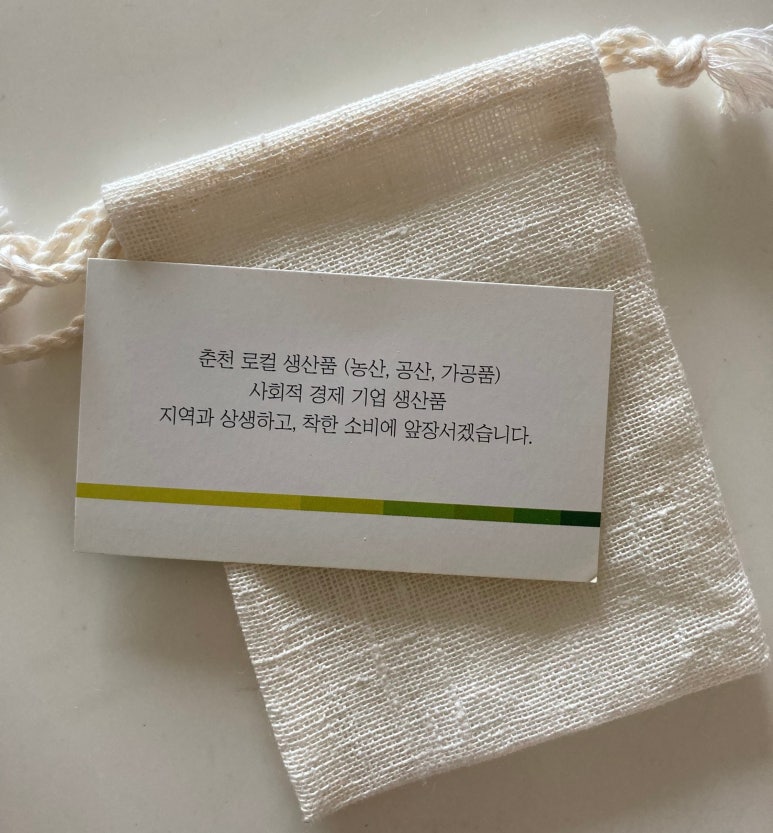 춘천 로컬 생산품 (농산, 공산, 가공품)
사회적 경제 기업 생산품
지역과 상생하고, 착한 소비에 앞장서겠습니다.